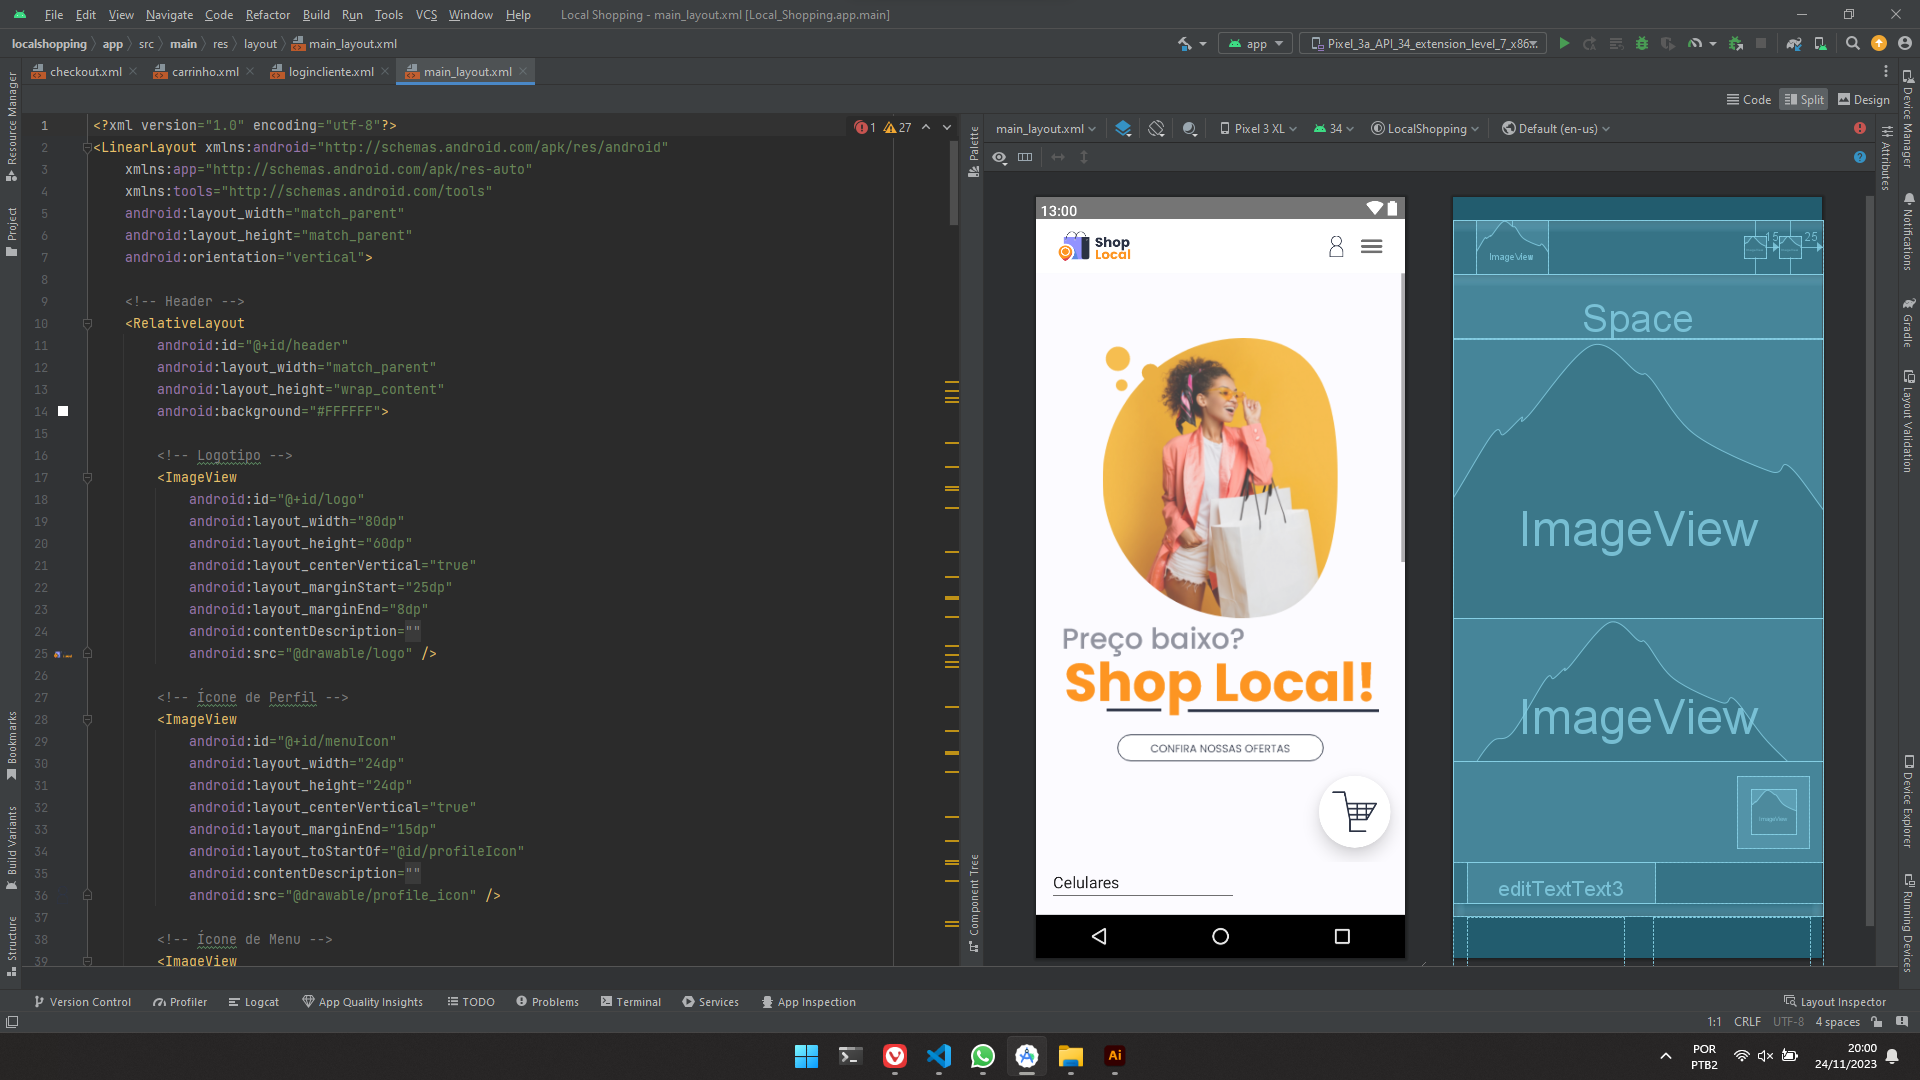 File Edit View Navigate Code Refactor Build Run Tools VCS Window Help Local Shopping - main_layout.xml [Local_Shopping.app.main]
localshopping app src main res layout main_layout.xml app Pixel_3a_API_34_extension_level_7_x86...
checkout.xml carrinho.xml logincliente.xml main_layout.xml
Code Split Design
1 <?xml version="1.0" encoding="utf-8"?> 1 27
2 <LinearLayout xmlns:android="http://schemas.android.com/apk/res/android"
3 xmlns:app="http://schemas.android.com/apk/res-auto"
4 xmlns:tools="http://schemas.android.com/tools"
5 android:layout_width="match_parent"
6 android:layout_height="match_parent"
7 android:orientation="vertical">
8
9 <!-- Header -->
10 <RelativeLayout
11 android:id="@+id/header"
12 android:layout_width="match_parent"
13 android:layout_height="wrap_content"
14 android:background="#FFFFFF">
15
16 <!-- Logotipo -->
17 <ImageView
18 android:id="@+id/logo"
19 android:layout_width="80dp"
20 android:layout_height="60dp"
21 android:layout_centerVertical="true"
22 android:layout_marginStart="25dp"
23 android:layout_marginEnd="8dp"
24 android:contentDescription=""
25 android:src="@drawable/logo" />
26
27 <!-- Ícone de Perfil -->
28 <ImageView
29 android:id="@+id/menuIcon"
30 android:layout_width="24dp"
31 android:layout_height="24dp"
32 android:layout_centerVertical="true"
33 android:layout_marginEnd="15dp"
34 android:layout_toStartOf="@id/profileIcon"
35 android:contentDescription=""
36 android:src="@drawable/profile_icon" />
37
38 <!-- Ícone de Menu -->
39 <ImageView
Resource Manager
Project
Bookmarks
Build Variants
Structure
Palette
Component Tree
main_layout.xml Pixel 3 XL 34 LocalShopping Default (en-us)
13:00
Shop
Local
Preço baixo?
Shop Local!
CONFIRA NOSSAS OFERTAS
Celulares
ImageView 15 25
Space
ImageView
ImageView
ImageView
editTextText3
Attributes
Device Manager
Notifications
Gradle
Layout Validation
Device Explorer
Running Devices
Version Control Profiler Logcat App Quality Insights TODO Problems Terminal Services App Inspection Layout Inspector
1:1 CRLF UTF-8 4 spaces
Ai
POR
PTB2
20:00
24/11/2023